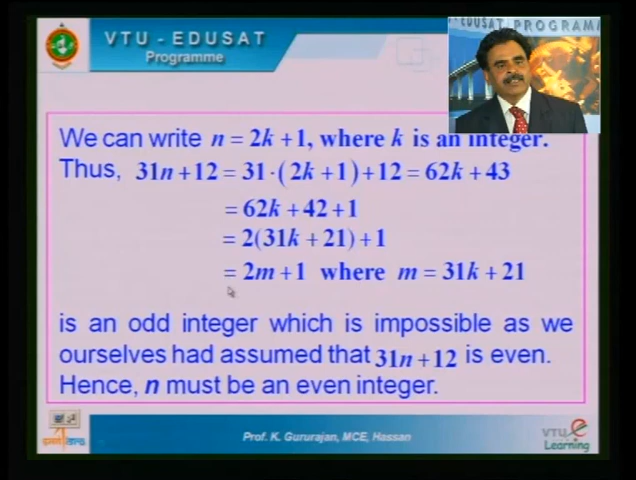 VTU - EDUSAT
Programme
EDUSAT PROGRAM
We can write n = 2k + 1, where k is an integer.
Thus, 31n + 12 = 31 · (2k + 1) + 12 = 62k + 43
= 62k + 42 + 1
= 2(31k + 21) + 1
= 2m + 1 where m = 31k + 21
is an odd integer which is impossible as we
ourselves had assumed that 31n + 12 is even.
Hence, n must be an even integer.
Prof. K. Gururajan, MCE, Hassan
VTU e
Learning